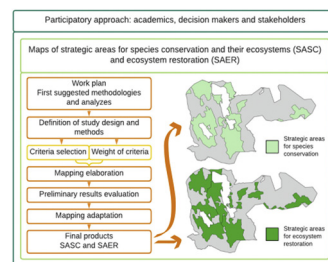 Participatory approach: academics, decision makers and stakeholders
Maps of strategic areas for species conservation and their ecosystems (SASC)
and ecosystem restoration (SAER)
Work plan
First suggested methodologies
and analyzes
Definition of study design and
methods
Criteria selection
Weight of criteria
Mapping elaboration
Preliminary results evaluation
Mapping adaptation
Final products
SASC and SAER
Strategic areas
for species
conservation
Strategic areas
for ecosystem
restoration